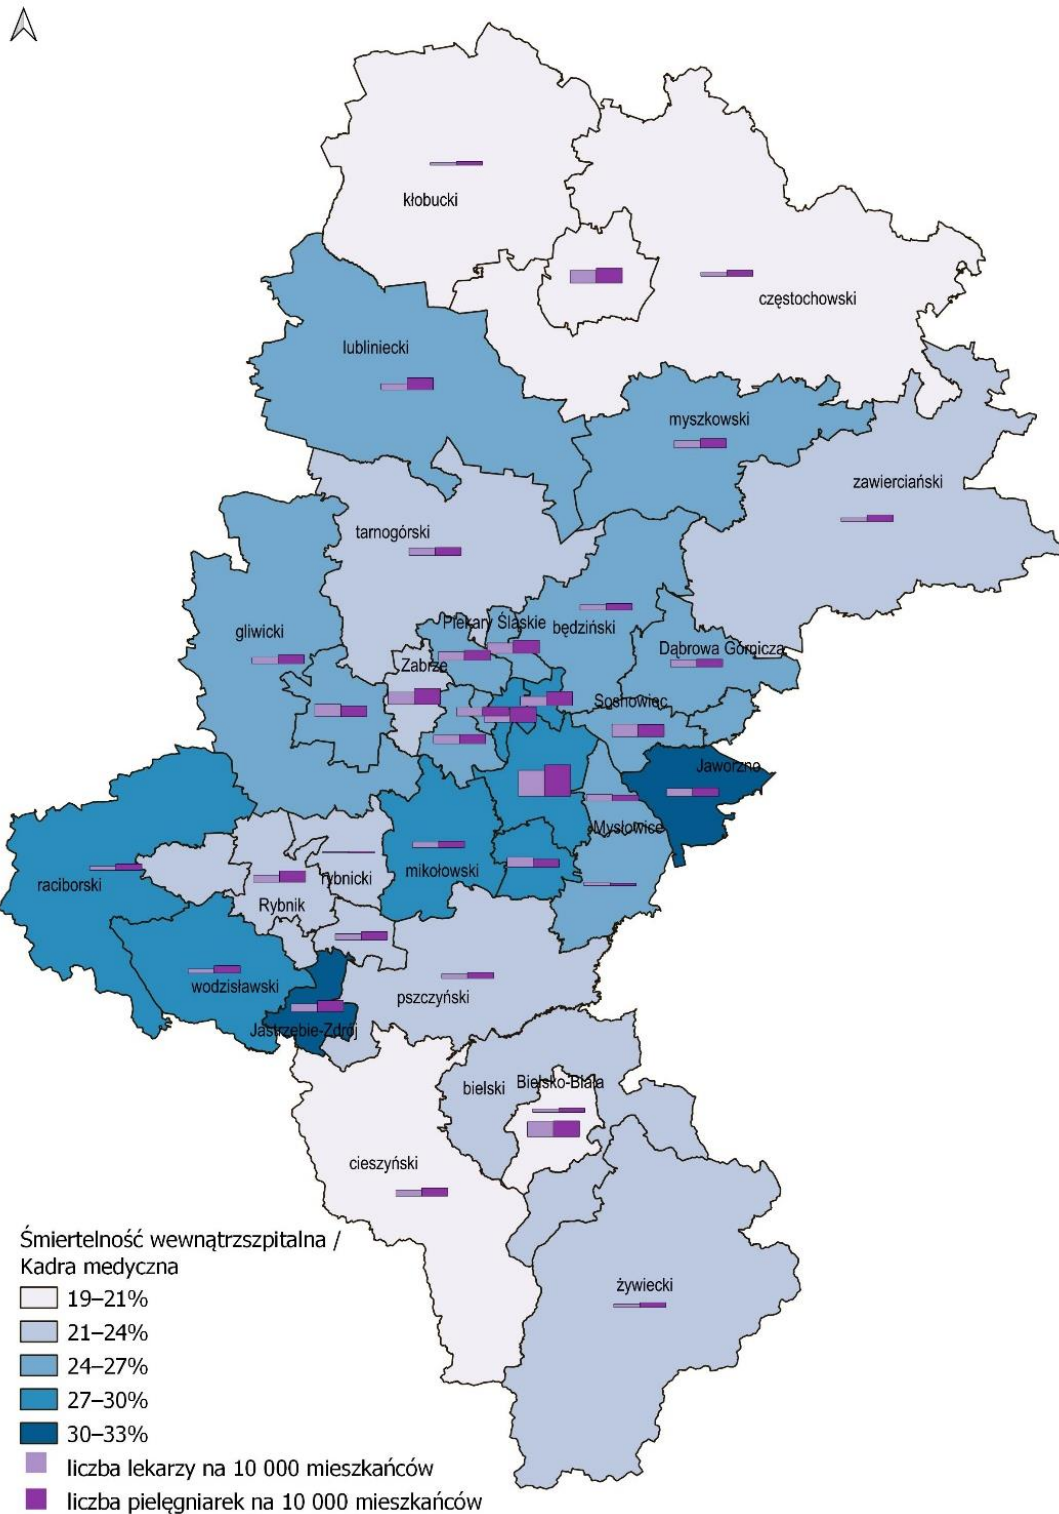 kłobucki
częstochowski
lubliniecki
myszkowski
zawierciański
tarnogórski
Piekary Śląskie
będziński
gliwicki
Dąbrowa Górnicza
Zabrze
Sosnowiec
Jaworzno
Mysłowice
raciborski
mikołowski
rybnicki
Rybnik
wodzisławski
pszczyński
Jastrzębie-Zdrój
bielski
Bielsko-Biała
cieszyński
żywiecki
Śmiertelność wewnątrzszpitalna /
Kadra medyczna
19–21%
21–24%
24–27%
27–30%
30–33%
liczba lekarzy na 10 000 mieszkańców
liczba pielęgniarek na 10 000 mieszkańców